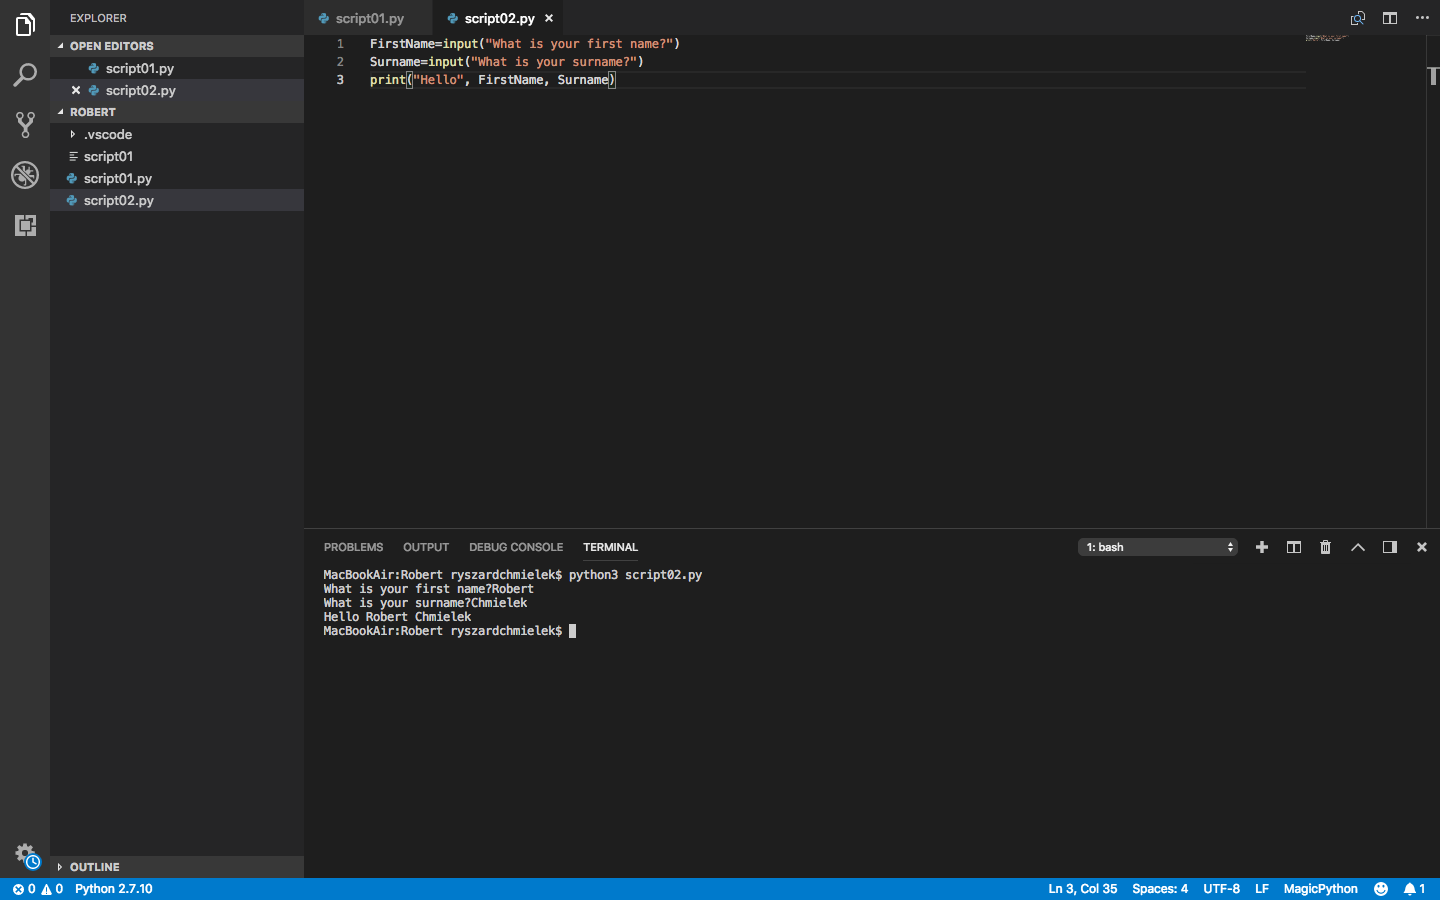 EXPLORER
OPEN EDITORS
script01.py
script02.py
ROBERT
.vscode
script01
script01.py
script02.py
OUTLINE
script01.py script02.py
1 FirstName=input("What is your first name?")
2 Surname=input("What is your surname?")
3 print("Hello", FirstName, Surname)
PROBLEMS OUTPUT DEBUG CONSOLE TERMINAL 1: bash
MacBookAir:Robert ryszardchmielek$ python3 script02.py
What is your first name?Robert
What is your surname?Chmielek
Hello Robert Chmielek
MacBookAir:Robert ryszardchmielek$
0 0 Python 2.7.10 Ln 3, Col 35 Spaces: 4 UTF-8 LF MagicPython 1